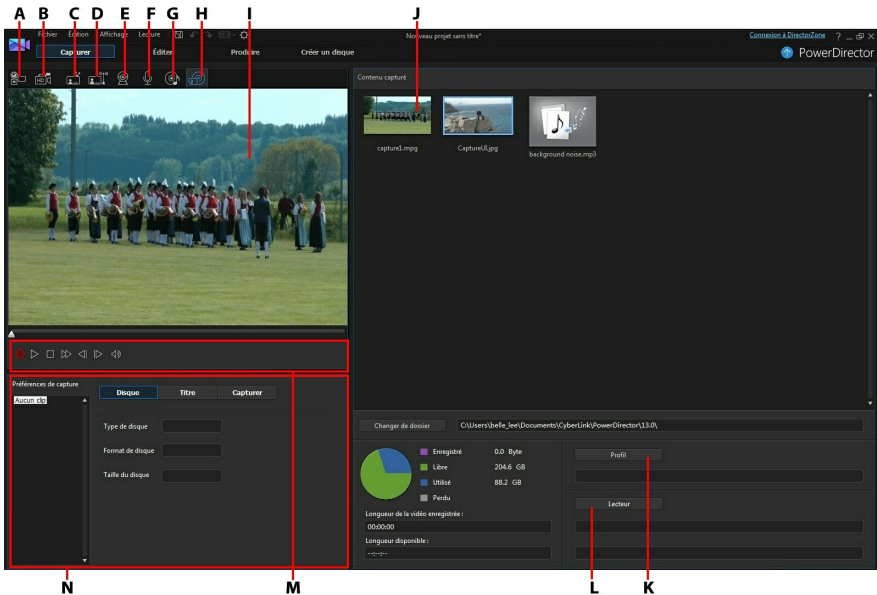 A B C D E F G H I J
Fichier Édition Affichage Lecture
Nouveau projet sans titre*
Connexion à DirectorZone ?
Capturer Éditer Produire Créer un disque
PowerDirector
Contenu capturé
capture1.mpg
CaptureUI.jpg
background noise.mp3
Préférences de capture
Aucun clip
Disque Titre Capturer
Type de disque
Format de disque
Taille du disque
Changer de dossier
C:\Users\belle_lee\Documents\CyberLink\PowerDirector\13.0\
Enregistré 0.0 Byte
Libre 204.6 GB
Utilisé 88.2 GB
Perdu
Longueur de la vidéo enregistrée :
00:00:00
Longueur disponible :
--:--:--
Profil
Lecteur
N M L K